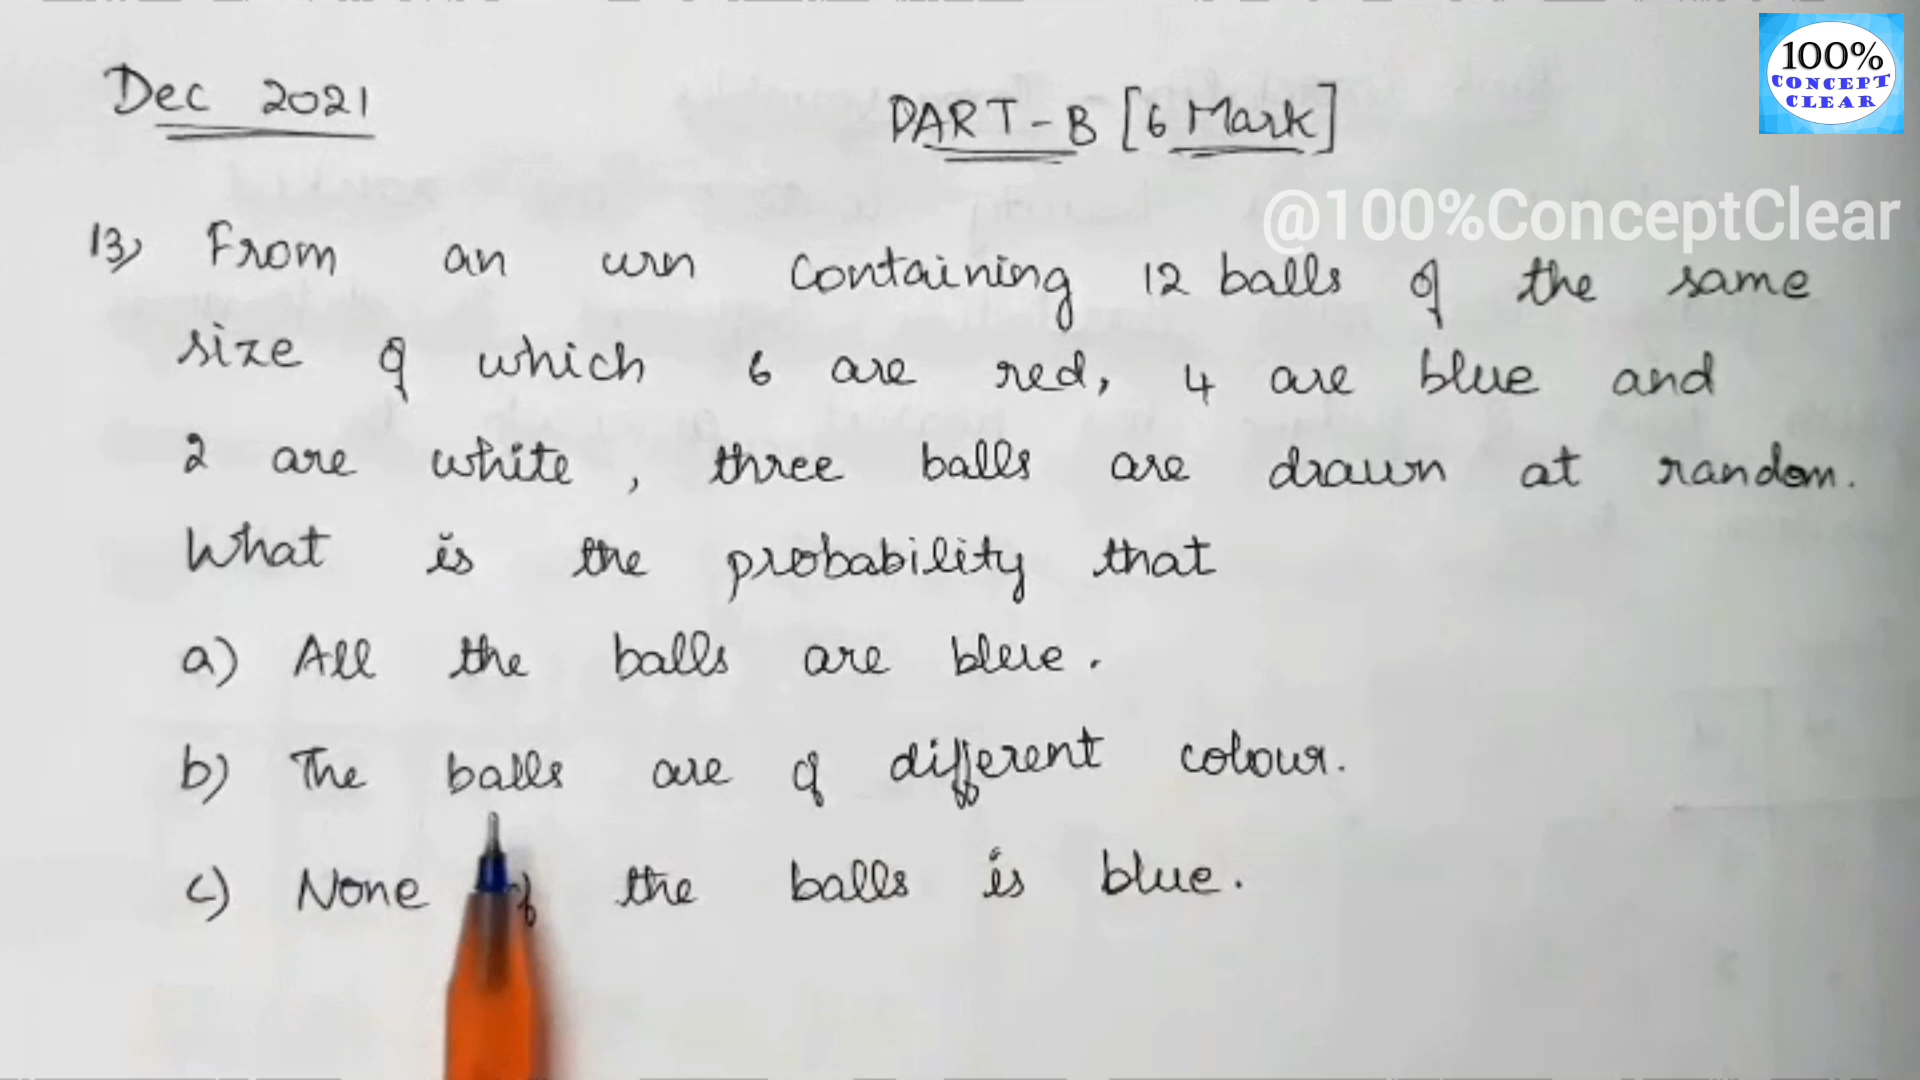 Dec 2021
PART-B [6 Mark]
100%
CONCEPT
CLEAR
@100%ConceptClear
13) From an urn containing 12 balls of the same
size of which 6 are red, 4 are blue and
2 are white, three balls are drawn at random.
What is the probability that
a) All the balls are blue.
b) The balls are of different colour.
c) None of the balls is blue.